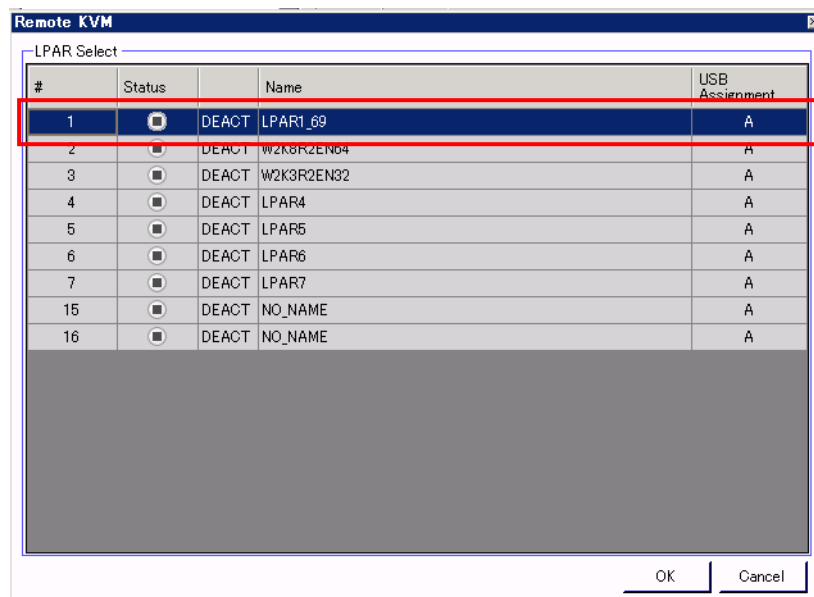 Remote KVM
LPAR Select
# Status Name USB Assignment
1 DEACT LPAR1_69 A
2 DEACT W2K8R2EN64 A
3 DEACT W2K3R2EN32 A
4 DEACT LPAR4 A
5 DEACT LPAR5 A
6 DEACT LPAR6 A
7 DEACT LPAR7 A
15 DEACT NO_NAME A
16 DEACT NO_NAME A
OK Cancel